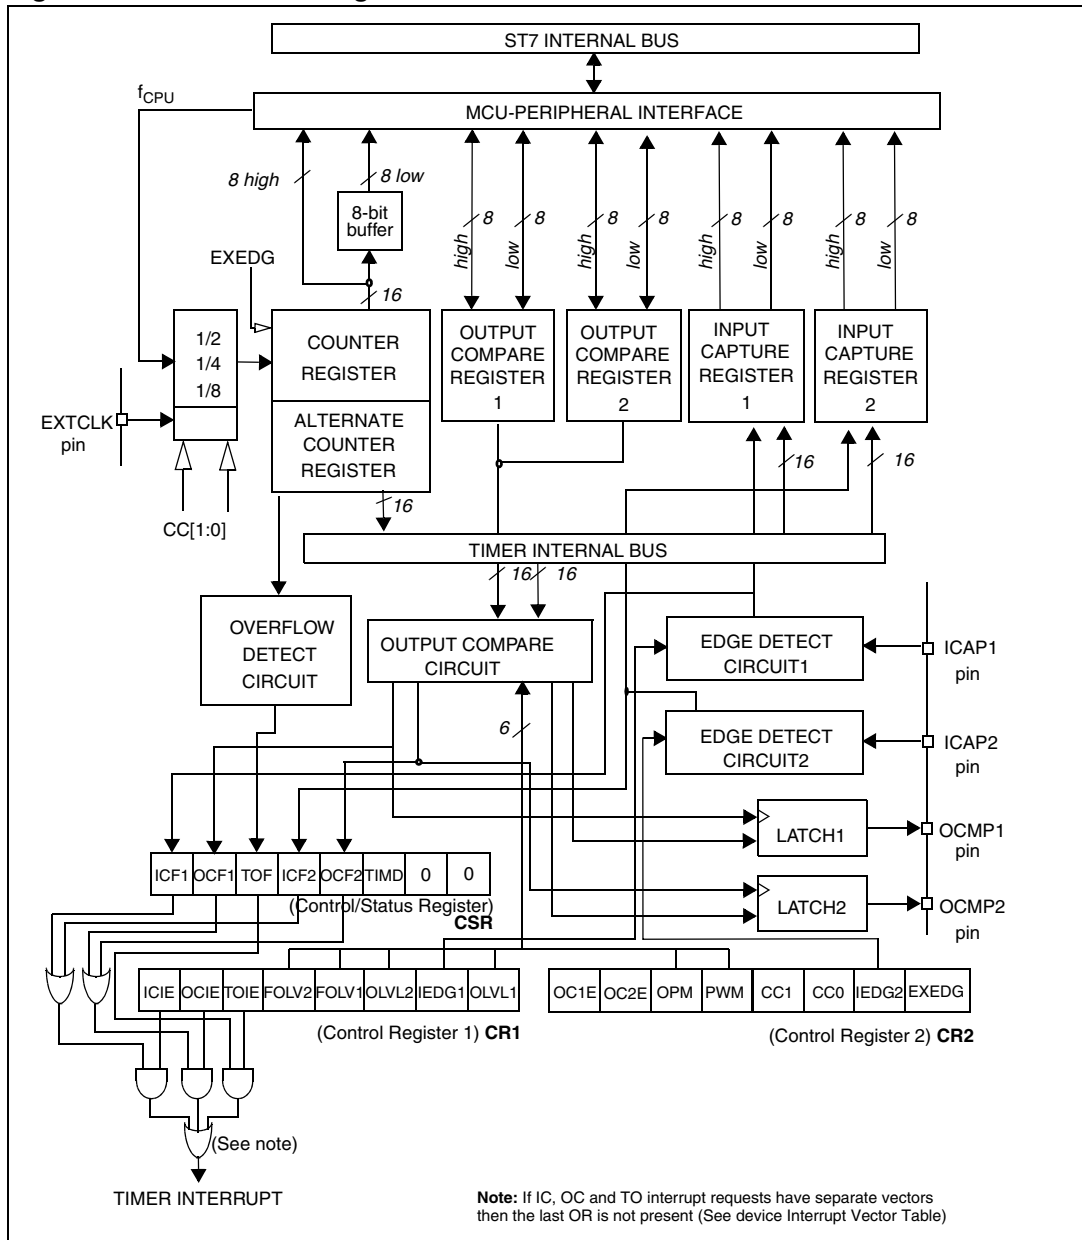 ST7 INTERNAL BUS
fCPU
MCU-PERIPHERAL INTERFACE
8 high
8 low
8-bit
buffer
high
8
low
8
high
8
low
8
high
8
low
8
high
8
low
8
EXEDG
16
1/2
1/4
1/8
COUNTER
REGISTER
OUTPUT
COMPARE
REGISTER
1
OUTPUT
COMPARE
REGISTER
2
INPUT
CAPTURE
REGISTER
1
INPUT
CAPTURE
REGISTER
2
EXTCLK
pin
ALTERNATE
COUNTER
REGISTER
16
16
16
CC[1:0]
TIMER INTERNAL BUS
16
16
OVERFLOW
DETECT
CIRCUIT
OUTPUT COMPARE
CIRCUIT
EDGE DETECT
CIRCUIT1
ICAP1
pin
6
EDGE DETECT
CIRCUIT2
ICAP2
pin
LATCH1
OCMP1
pin
ICF1 OCF1 TOF ICF2 OCF2 TIMD 0 0
(Control/Status Register)
CSR
LATCH2
OCMP2
pin
ICIE OCIE TOIE FOLV2 FOLV1 OLVL2 IEDG1 OLVL1
(Control Register 1) CR1
OC1E OC2E OPM PWM CC1 CC0 IEDG2 EXEDG
(Control Register 2) CR2
(See note)
TIMER INTERRUPT
Note: If IC, OC and TO interrupt requests have separate vectors
then the last OR is not present (See device Interrupt Vector Table)